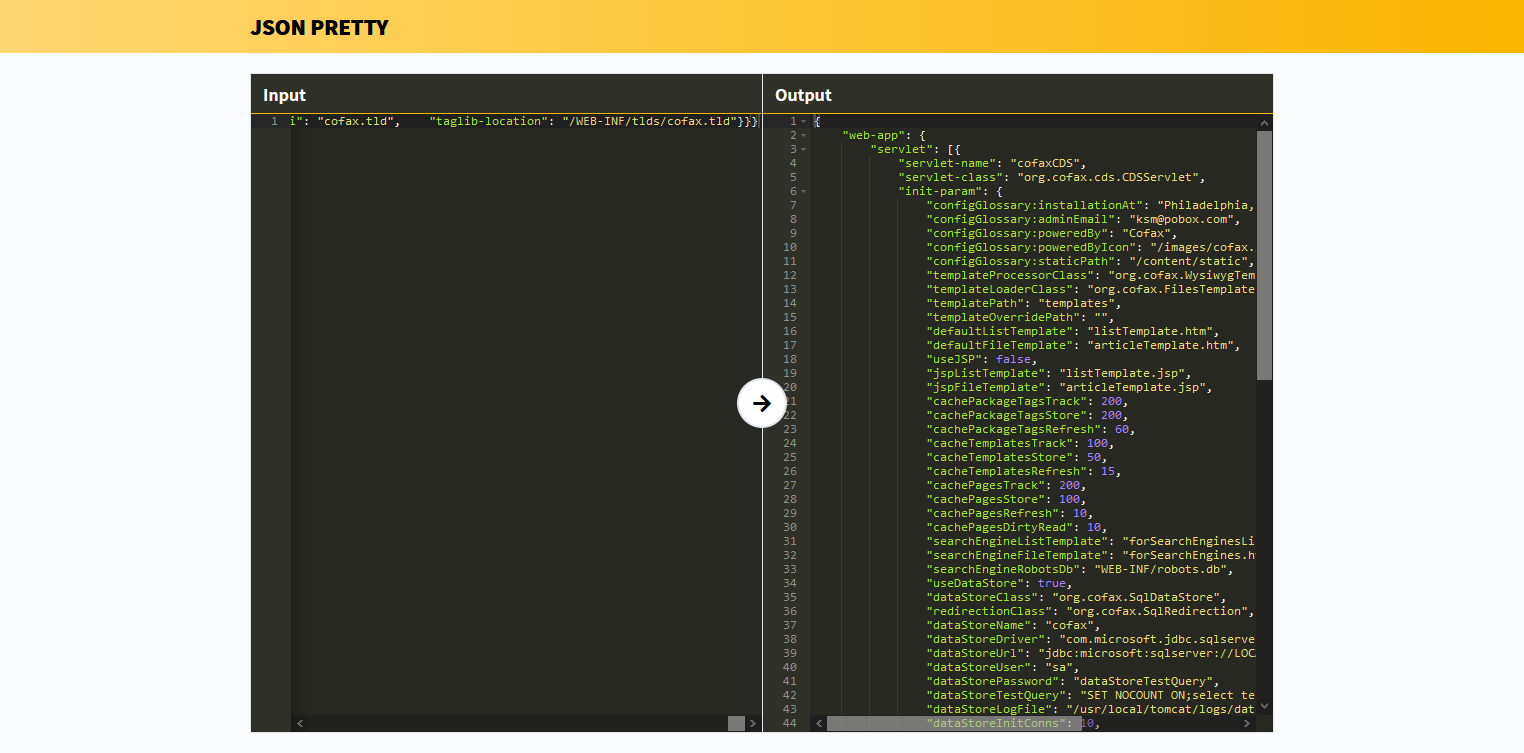 JSON PRETTY
Input
Output
1 i": "cofax.tld",    "taglib-location": "/WEB-INF/tlds/cofax.tld"}}}
1 {
2 "web-app": {
3 "servlet": [{
4 "servlet-name": "cofaxCDS",
5 "servlet-class": "org.cofax.cds.CDSServlet",
6 "init-param": {
7 "configGlossary:installationAt": "Philadelphia,
8 "configGlossary:adminEmail": "ksm@pobox.com",
9 "configGlossary:poweredBy": "Cofax",
10 "configGlossary:poweredByIcon": "/images/cofax.
11 "configGlossary:staticPath": "/content/static",
12 "templateProcessorClass": "org.cofax.WysiwygTem
13 "templateLoaderClass": "org.cofax.FilesTemplate
14 "templatePath": "templates",
15 "templateOverridePath": "",
16 "defaultListTemplate": "listTemplate.htm",
17 "defaultFileTemplate": "articleTemplate.htm",
18 "useJSP": false,
19 "jspListTemplate": "listTemplate.jsp",
20 "jspFileTemplate": "articleTemplate.jsp",
21 "cachePackageTagsTrack": 200,
22 "cachePackageTagsStore": 200,
23 "cachePackageTagsRefresh": 60,
24 "cacheTemplatesTrack": 100,
25 "cacheTemplatesStore": 50,
26 "cacheTemplatesRefresh": 15,
27 "cachePagesTrack": 200,
28 "cachePagesStore": 100,
29 "cachePagesRefresh": 10,
30 "cachePagesDirtyRead": 10,
31 "searchEngineListTemplate": "forSearchEnginesLi
32 "searchEngineFileTemplate": "forSearchEngines.h
33 "searchEngineRobotsDb": "WEB-INF/robots.db",
34 "useDataStore": true,
35 "dataStoreClass": "org.cofax.SqlDataStore",
36 "redirectionClass": "org.cofax.SqlRedirection",
37 "dataStoreName": "cofax",
38 "dataStoreDriver": "com.microsoft.jdbc.sqlserve
39 "dataStoreUrl": "jdbc:microsoft:sqlserver://LOC
40 "dataStoreUser": "sa",
41 "dataStorePassword": "dataStoreTestQuery",
42 "dataStoreTestQuery": "SET NOCOUNT ON;select te
43 "dataStoreLogFile": "/usr/local/tomcat/logs/dat
44 "dataStoreInitConns": 10,